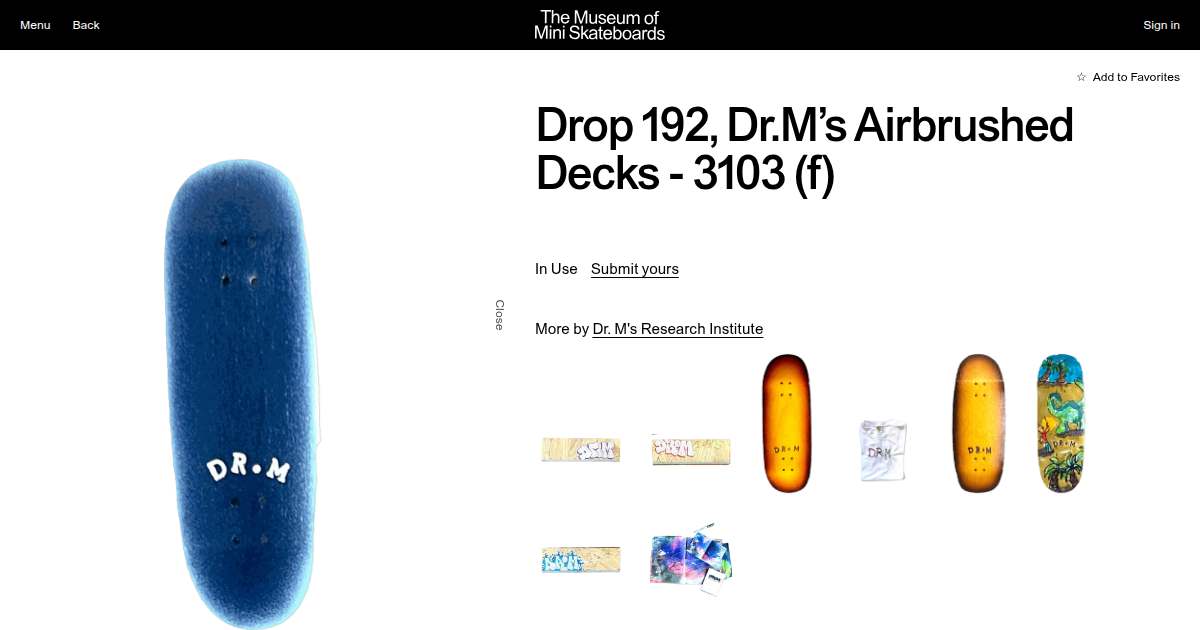 Menu
Back
The Museum of
Mini Skateboards
Sign in
☆ Add to Favorites
Drop 192, Dr.M’s Airbrushed
Decks - 3103 (f)
DR•M
In Use Submit yours
Close
More by Dr. M's Research Institute
DR•M
DR•M
DR•M
DR•M